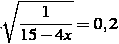 √(1/(15 − 4x)) = 0,2